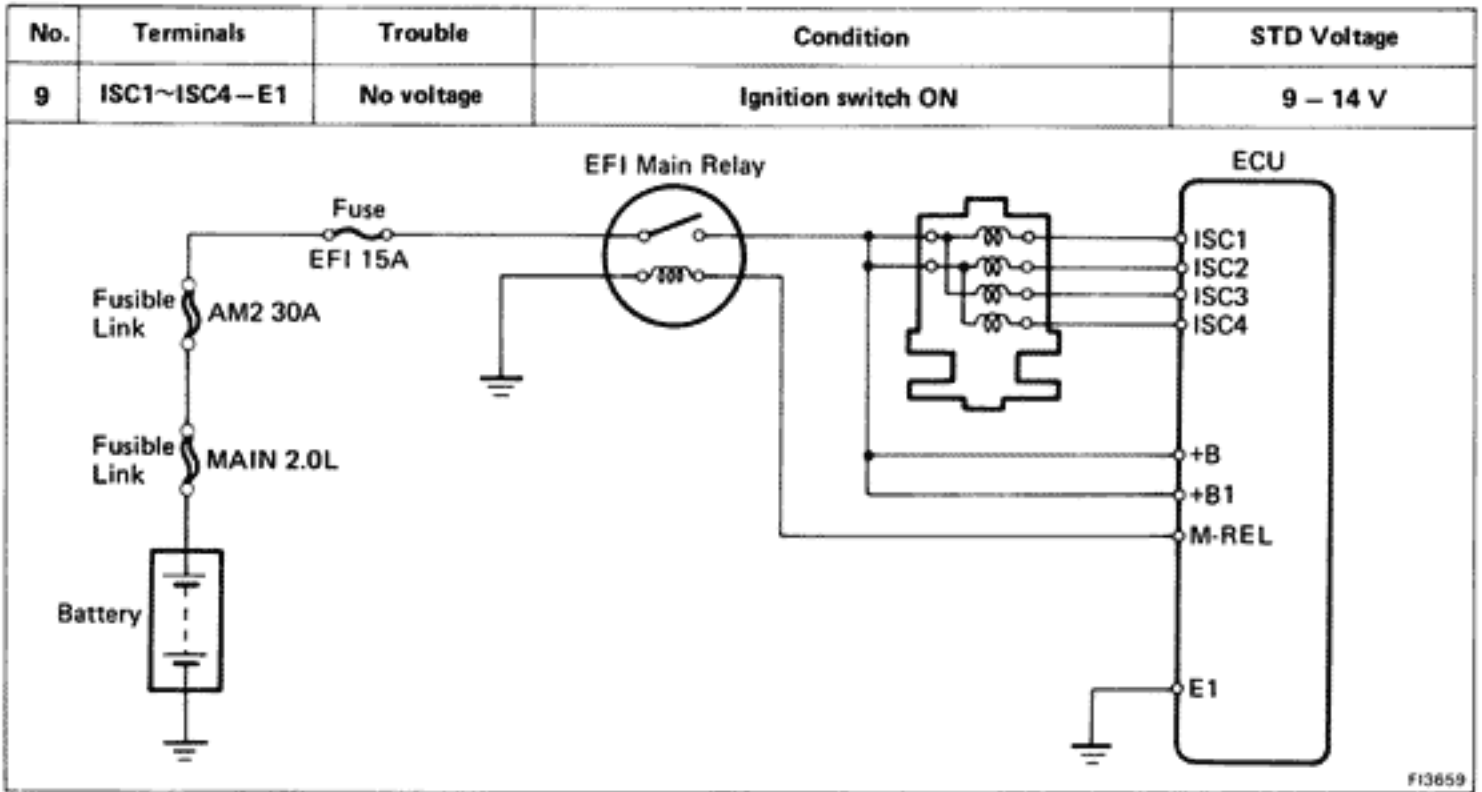 No. Terminals Trouble Condition STD Voltage
9 ISC1~ISC4—E1 No voltage Ignition switch ON 9 – 14 V
EFI Main Relay
ECU
Fuse
EFI 15A
ISC1
ISC2
ISC3
ISC4
Fusible
Link
AM2 30A
Fusible
Link
MAIN 2.0L
+B
+B1
M-REL
Battery
E1
FI3659